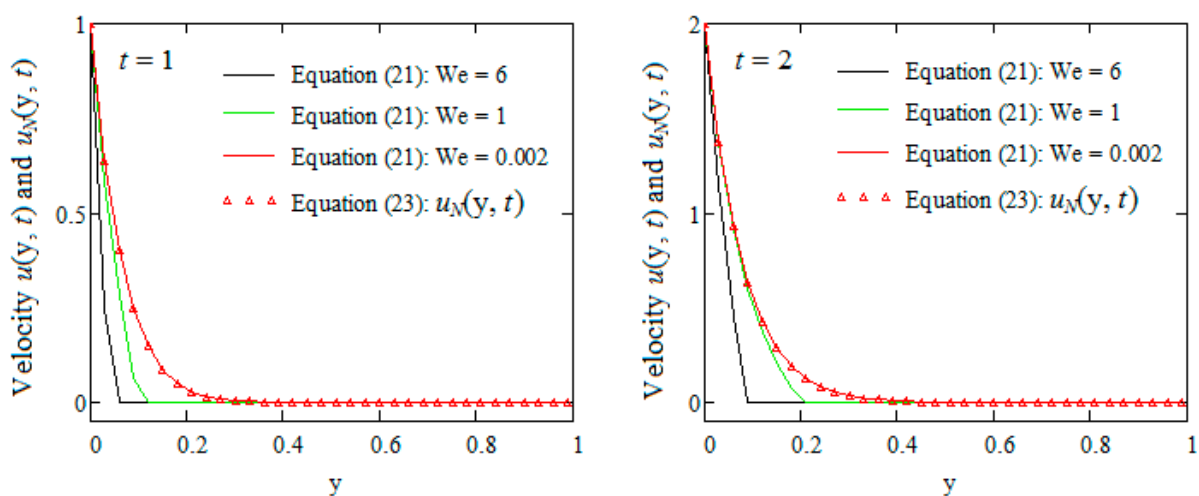 Velocity u(y, t) and u_N(y, t)
1
0.5
0
t = 1
Equation (21): We = 6
Equation (21): We = 1
Equation (21): We = 0.002
Equation (23): u_N(y, t)
0 0.2 0.4 0.6 0.8 1
y
Velocity u(y, t) and u_N(y, t)
2
1
0
t = 2
Equation (21): We = 6
Equation (21): We = 1
Equation (21): We = 0.002
Equation (23): u_N(y, t)
0 0.2 0.4 0.6 0.8 1
y